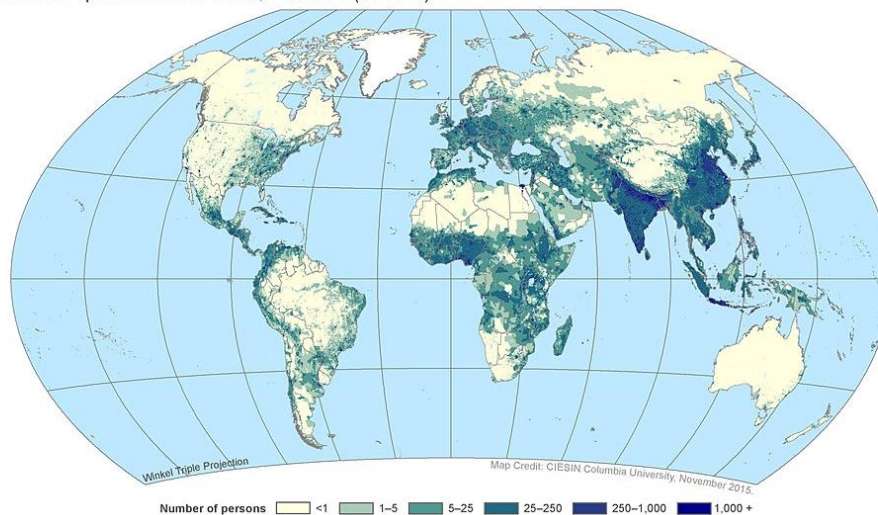 Winkel Triple Projection
Map Credit: CIESIN Columbia University, November 2015.
Number of persons <1 1–5 5–25 25–250 250–1,000 1,000 +